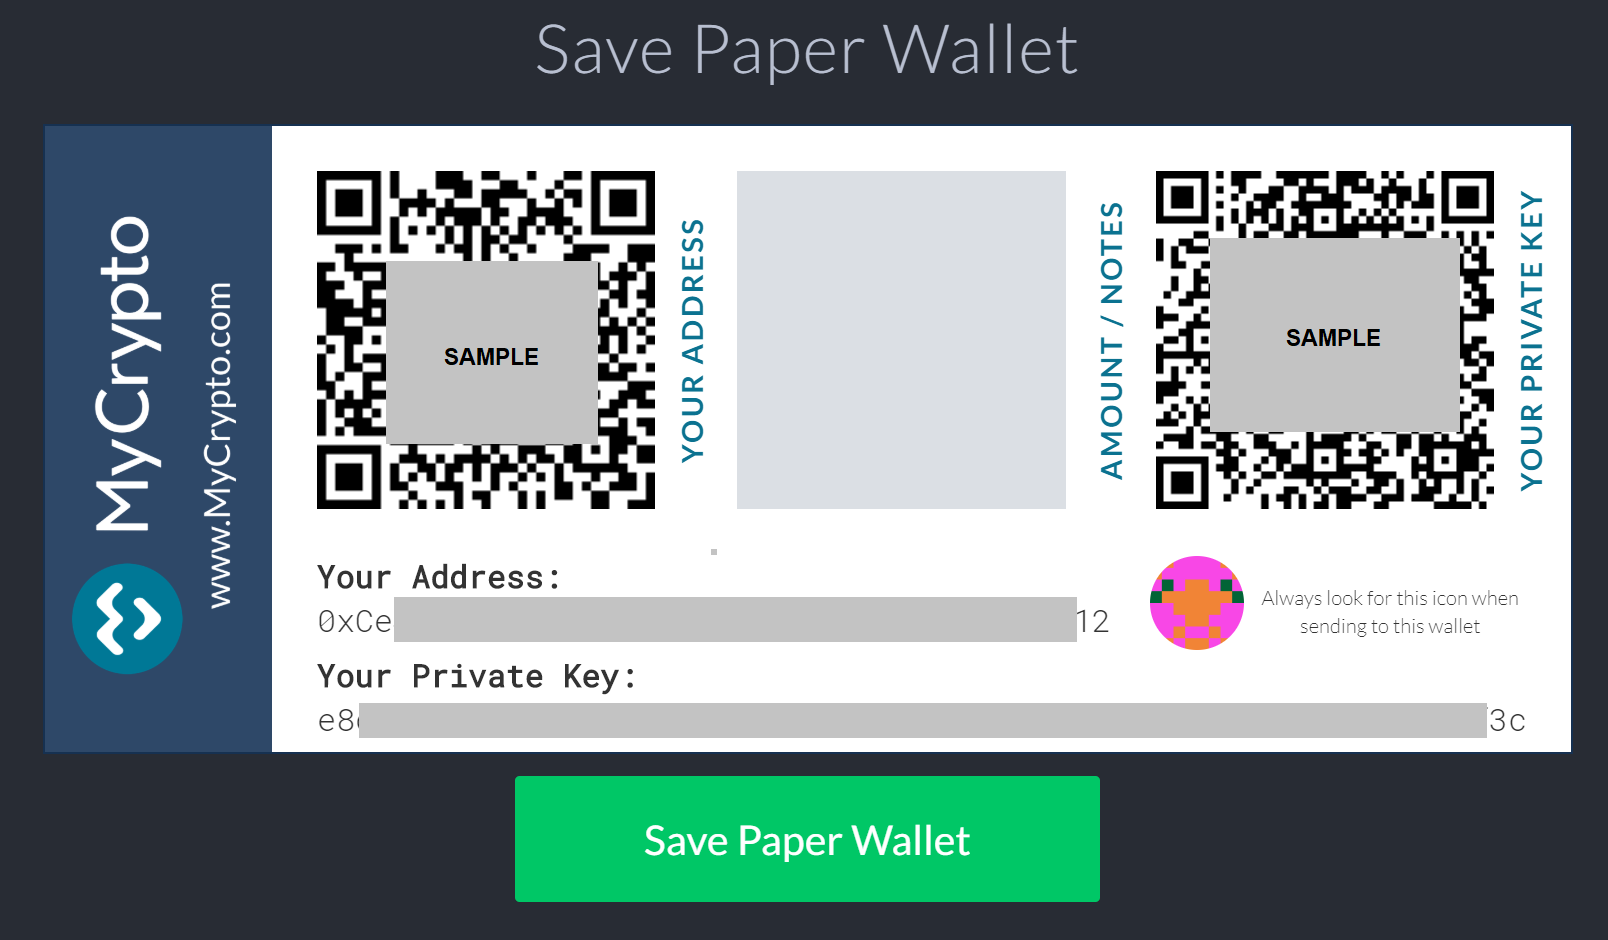 Save Paper Wallet
MyCrypto
www.MyCrypto.com
SAMPLE
YOUR ADDRESS
AMOUNT / NOTES
SAMPLE
YOUR PRIVATE KEY
Your Address:
0xCe 12
Always look for this icon when
sending to this wallet
Your Private Key:
e8 3c
Save Paper Wallet